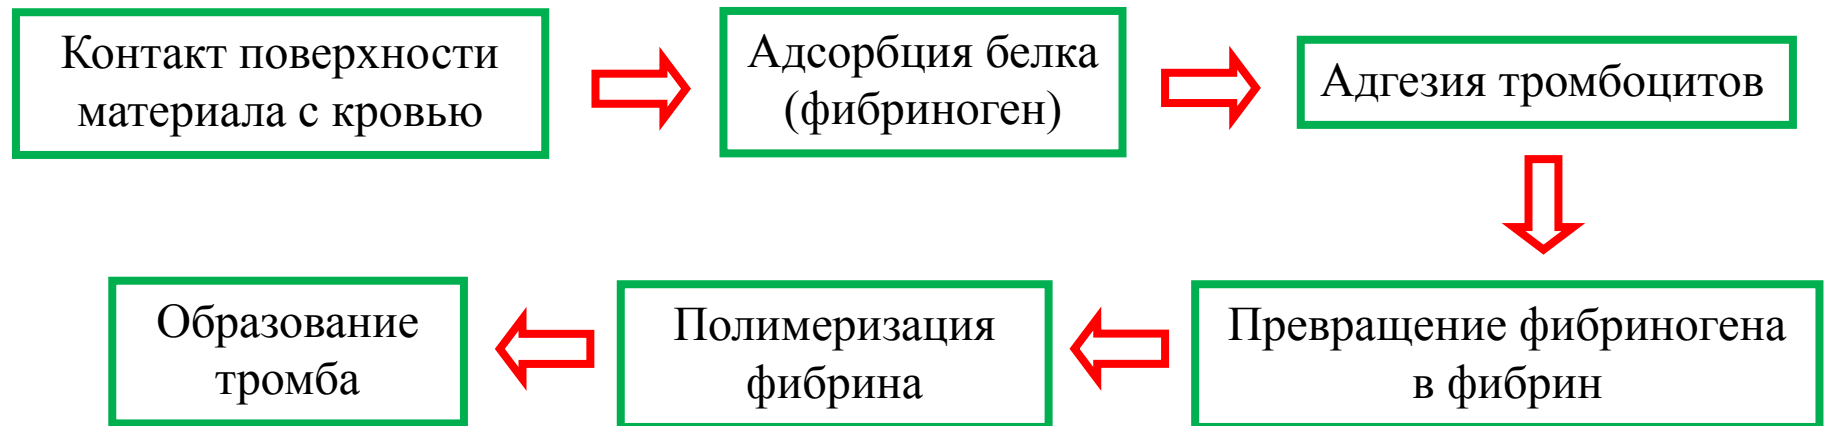 Контакт поверхности
материала с кровью
Адсорбция белка
(фибриноген)
Адгезия тромбоцитов
Превращение фибриногена
в фибрин
Полимеризация
фибрина
Образование
тромба